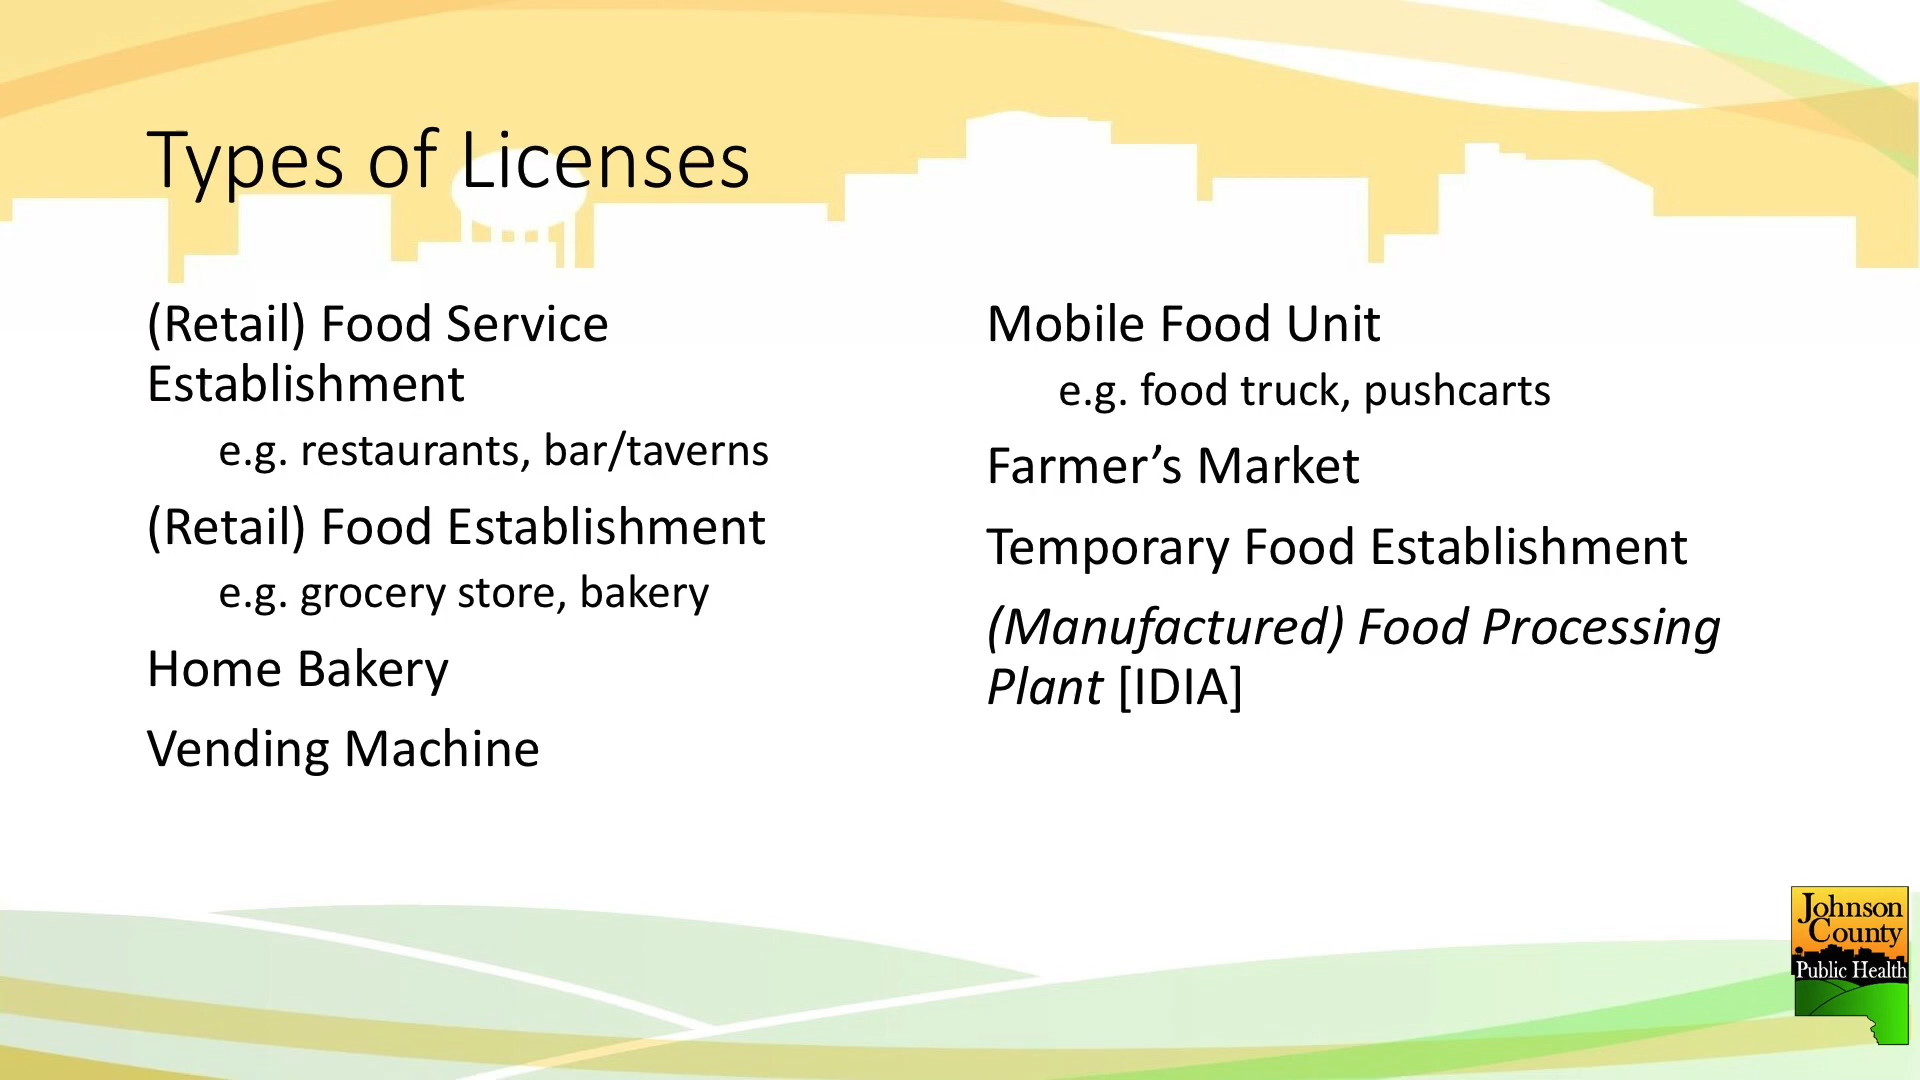 Types of Licenses
(Retail) Food Service
Establishment
e.g. restaurants, bar/taverns
(Retail) Food Establishment
e.g. grocery store, bakery
Home Bakery
Vending Machine
Mobile Food Unit
e.g. food truck, pushcarts
Farmer’s Market
Temporary Food Establishment
(Manufactured) Food Processing
Plant [IDIA]
Johnson
County
Public Health